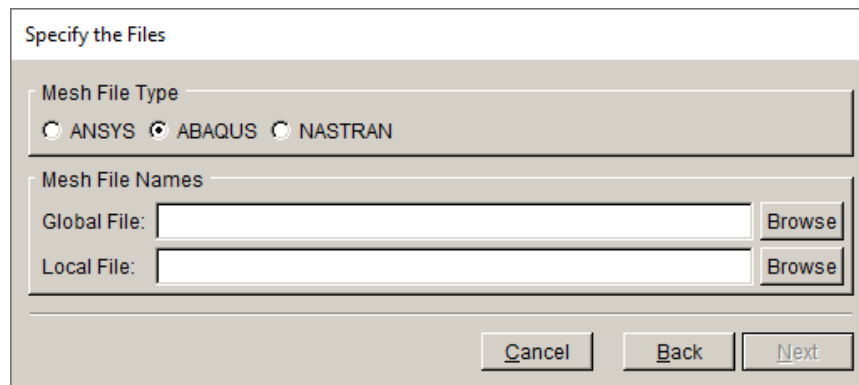 Specify the Files
Mesh File Type
ANSYS ABAQUS NASTRAN
Mesh File Names
Global File: Browse
Local File: Browse
Cancel Back Next